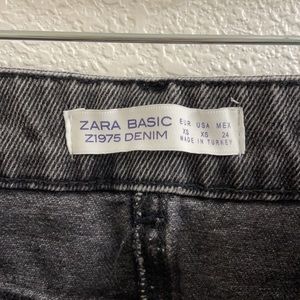 ZARA BASIC
Z1975 DENIM
EUR USA MEX
XS XS 24
MADE IN TURKEY